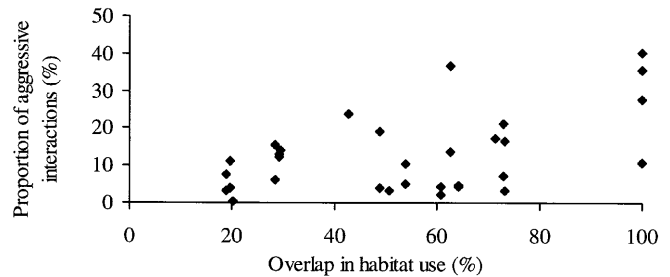 Proportion of aggressive
interactions (%)
50
40
30
20
10
0
0 20 40 60 80 100
Overlap in habitat use (%)